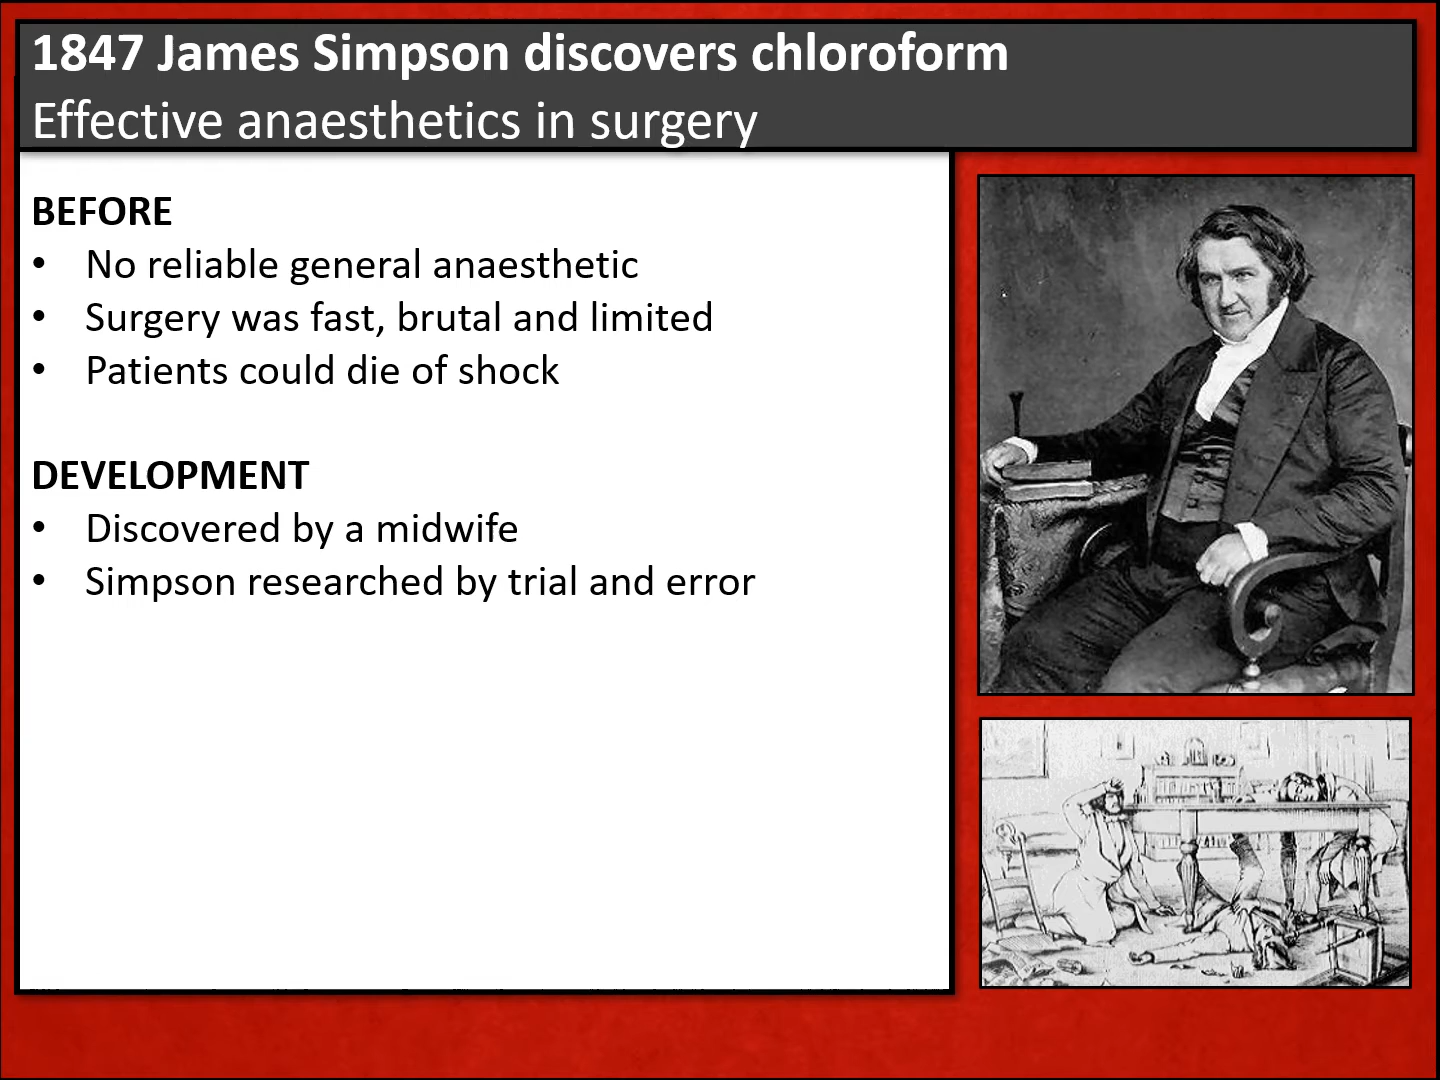 1847 James Simpson discovers chloroform
Effective anaesthetics in surgery
BEFORE
• No reliable general anaesthetic
• Surgery was fast, brutal and limited
• Patients could die of shock
DEVELOPMENT
• Discovered by a midwife
• Simpson researched by trial and error